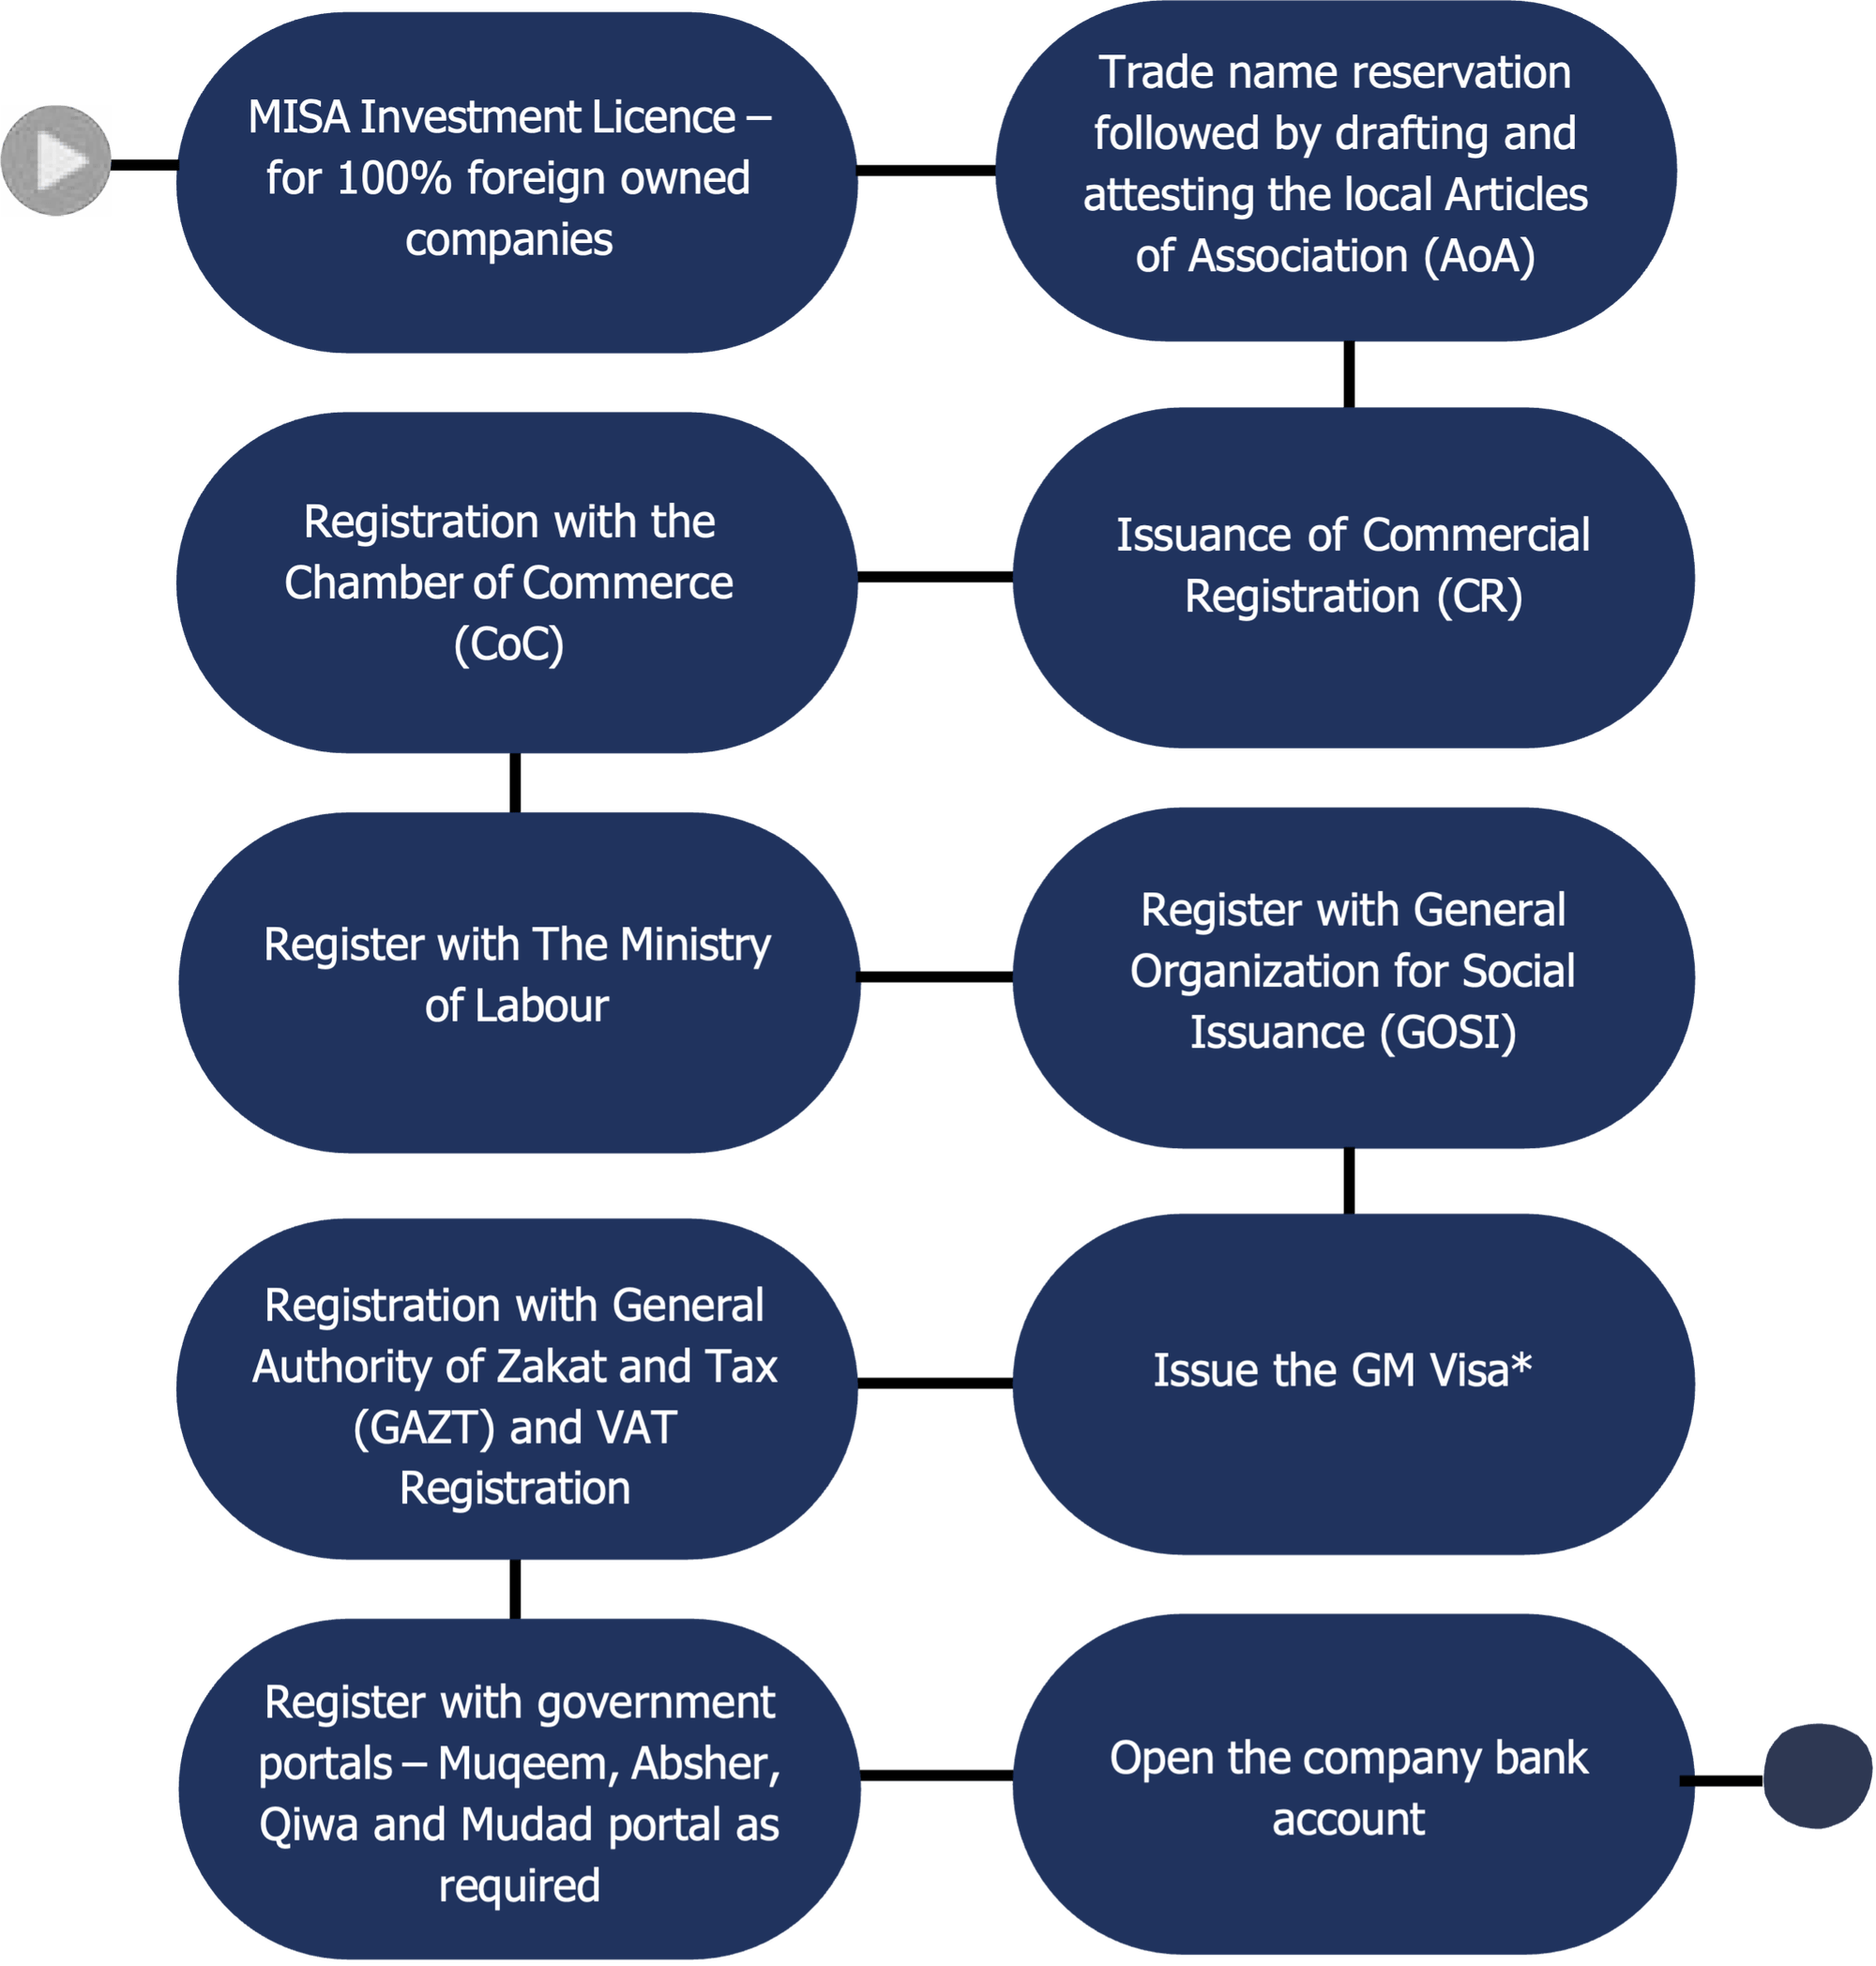 MISA Investment Licence –
for 100% foreign owned
companies
Trade name reservation
followed by drafting and
attesting the local Articles
of Association (AoA)
Issuance of Commercial
Registration (CR)
Registration with the
Chamber of Commerce
(CoC)
Register with The Ministry
of Labour
Register with General
Organization for Social
Issuance (GOSI)
Issue the GM Visa*
Registration with General
Authority of Zakat and Tax
(GAZT) and VAT
Registration
Register with government
portals – Muqeem, Absher,
Qiwa and Mudad portal as
required
Open the company bank
account